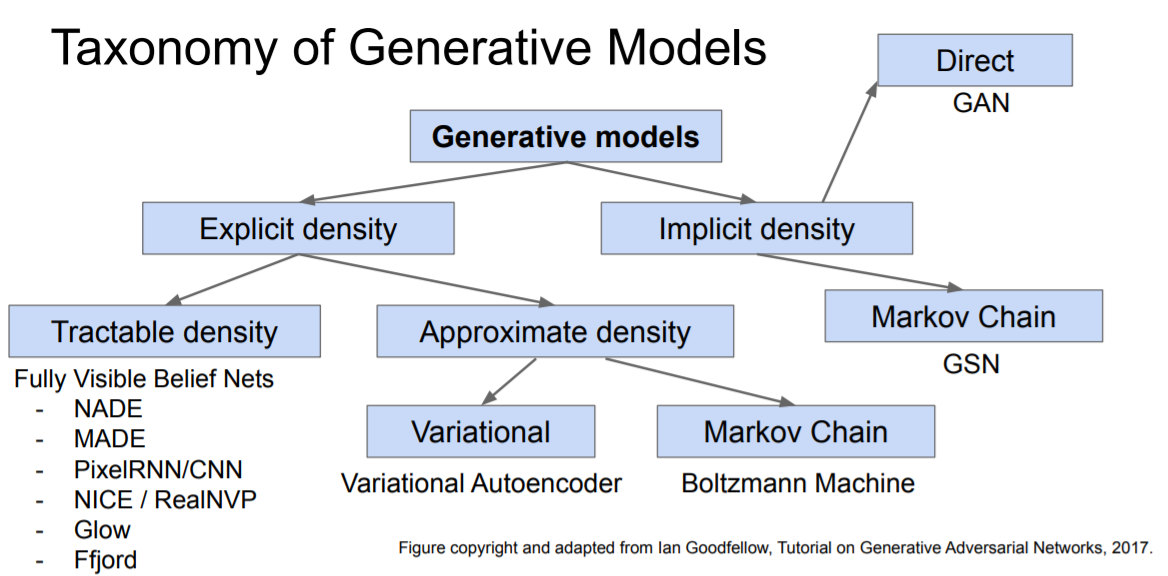 Taxonomy of Generative Models
Direct
GAN
Generative models
Explicit density
Implicit density
Tractable density
Approximate density
Markov Chain
GSN
Fully Visible Belief Nets
- NADE
- MADE
- PixelRNN/CNN
- NICE / RealNVP
- Glow
- Ffjord
Variational
Markov Chain
Variational Autoencoder
Boltzmann Machine
Figure copyright and adapted from Ian Goodfellow, Tutorial on Generative Adversarial Networks, 2017.